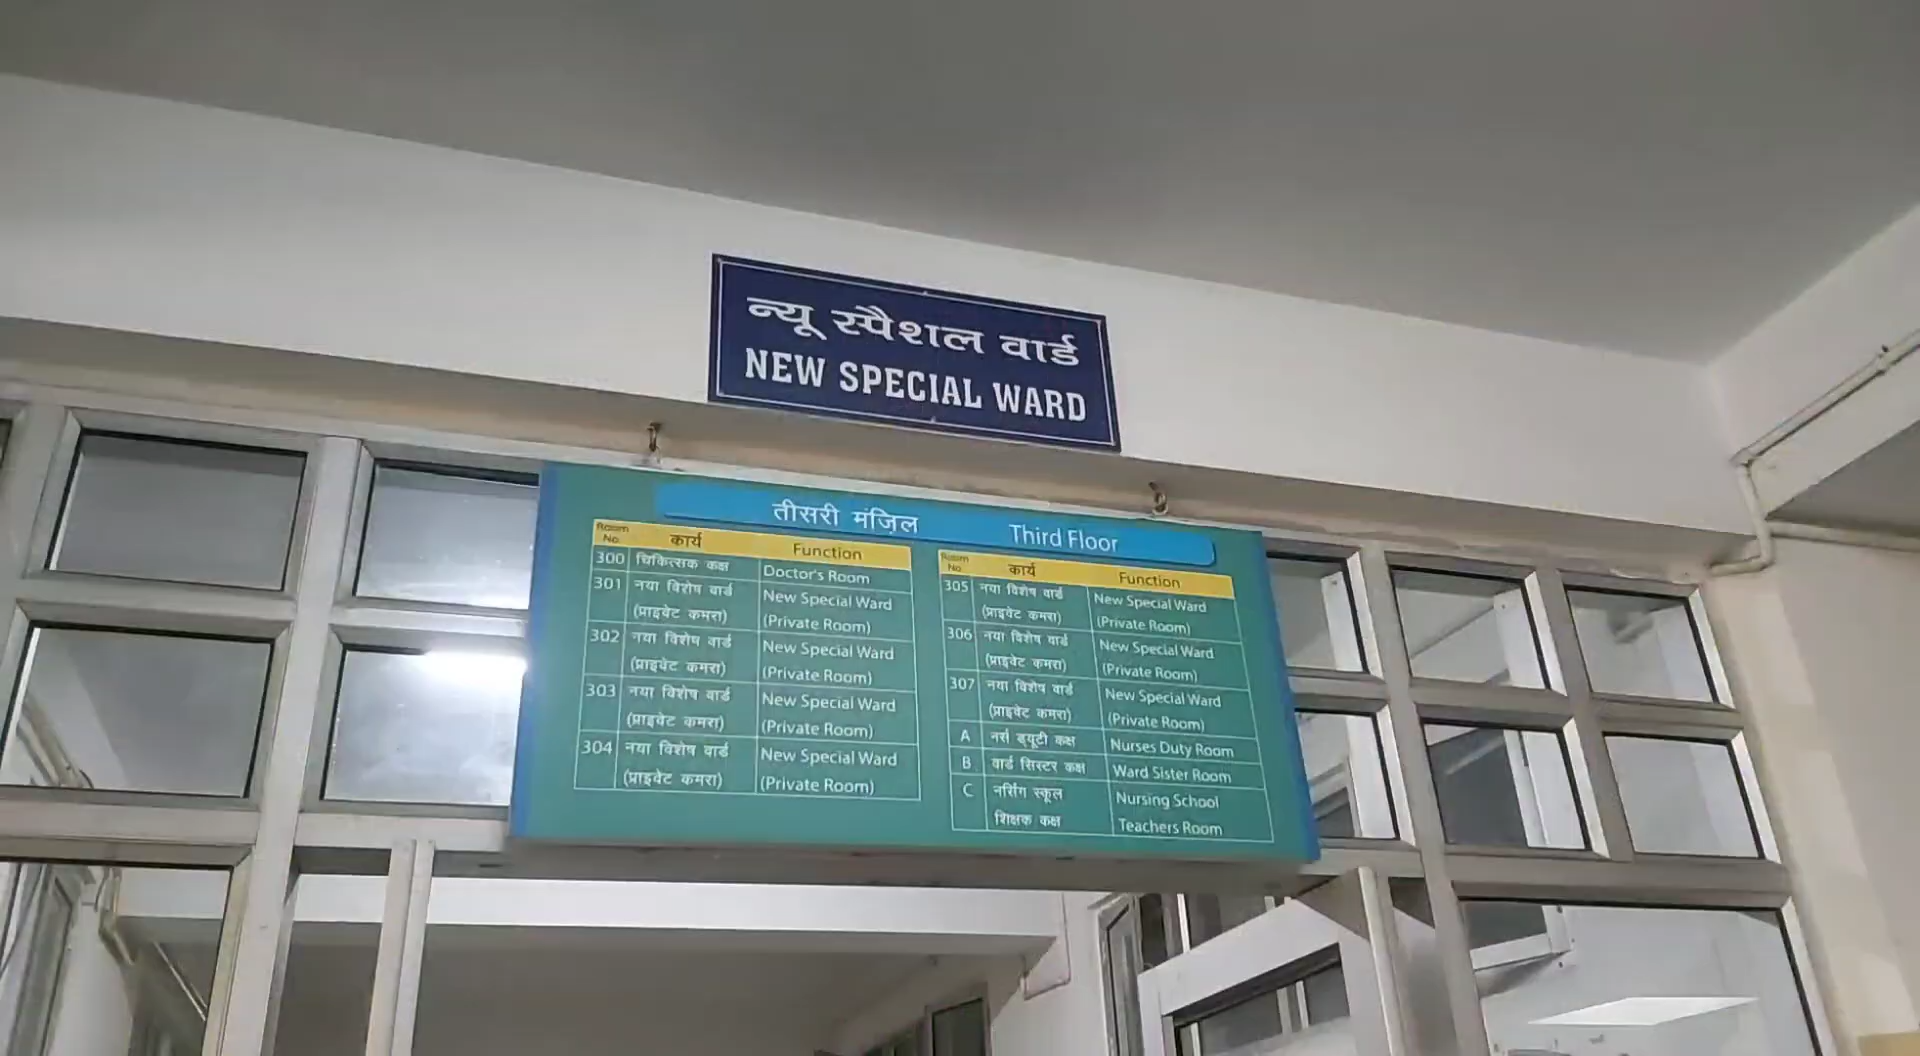 न्यू स्पैशल वार्ड
NEW SPECIAL WARD
तीसरी मंज़िल Third Floor
Room No. कार्य Function
300 चिकित्सक कक्ष Doctor's Room
301 नया विशेष वार्ड New Special Ward
(प्राइवेट कमरा) (Private Room)
302 नया विशेष वार्ड New Special Ward
(प्राइवेट कमरा) (Private Room)
303 नया विशेष वार्ड New Special Ward
(प्राइवेट कमरा) (Private Room)
304 नया विशेष वार्ड New Special Ward
(प्राइवेट कमरा) (Private Room)
Room No. कार्य Function
305 नया विशेष वार्ड New Special Ward
(प्राइवेट कमरा) (Private Room)
306 नया विशेष वार्ड New Special Ward
(प्राइवेट कमरा) (Private Room)
307 नया विशेष वार्ड New Special Ward
(प्राइवेट कमरा) (Private Room)
A नर्स ड्यूटी कक्ष Nurses Duty Room
B वार्ड सिस्टर कक्ष Ward Sister Room
C नर्सिंग स्कूल Nursing School
शिक्षक कक्ष Teachers Room